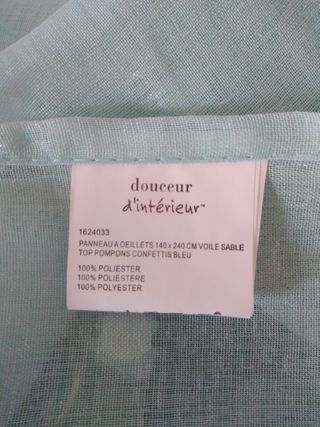 douceur
d'intérieur™
1624033
PANNEAU A OEILLETS 140 x 240 CM VOILE SABLE
TOP POMPONS CONFETTIS BLEU
100% POLIESTER
100% POLIESTERE
100% POLYESTER